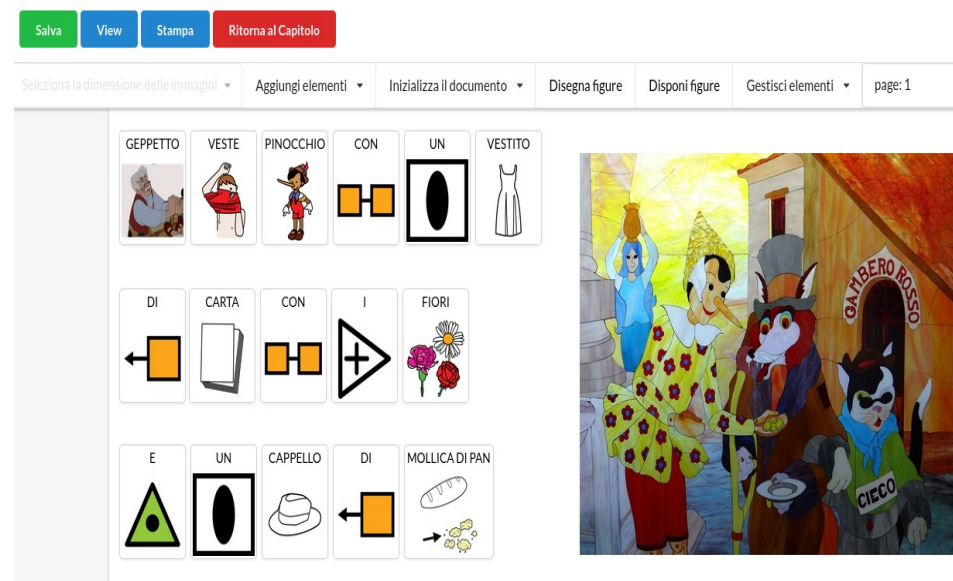 Salva View Stampa Ritorna al Capitolo
Seleziona la dimensione delle immagini Aggiungi elementi Inizializza il documento Disegna figure Disponi figure Gestisci elementi page: 1
GEPPETTO VESTE PINOCCHIO CON UN VESTITO
DI CARTA CON I FIORI
E UN CAPPELLO DI MOLLICA DI PAN
GAMBERO ROSSO
CIECO